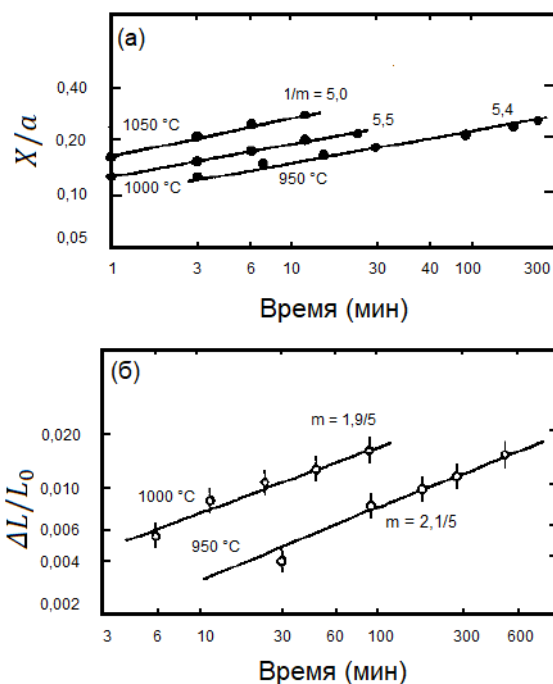 (а)
X/a
0,40
0,20
0,10
0,05
1050 °C
1000 °C
950 °C
1/m = 5,0
5,5
5,4
1 3 6 10 30 40 100 300
Время (мин)
(б)
ΔL/L₀
0,020
0,010
0,006
0,004
0,002
1000 °C
950 °C
m = 1,9/5
m = 2,1/5
3 6 10 30 60 100 300 600
Время (мин)